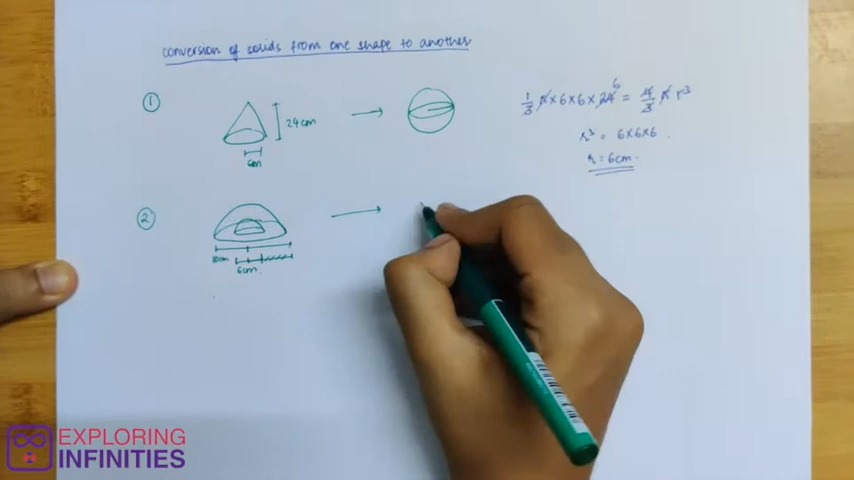 conversion of solids from one shape to another
①
24cm
6cm
1/3 π×6×6×24 6 = 4/3 π r³
r³ = 6×6×6.
r = 6cm.
②
10cm
6cm
EXPLORING
INFINITIES